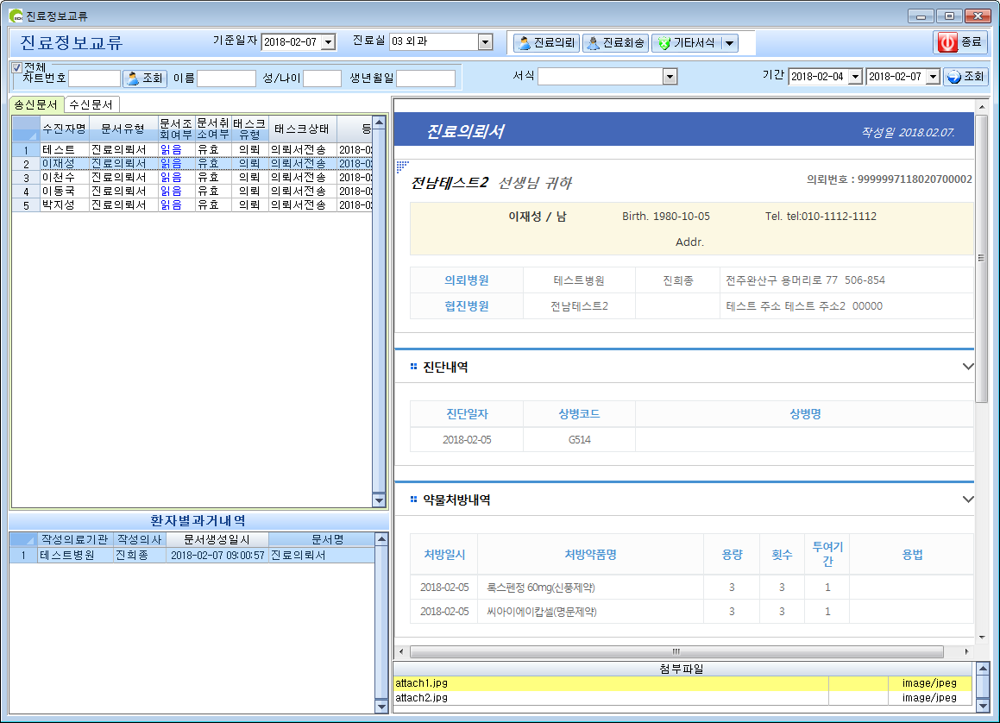 진료정보교류
진료정보교류 기준일자 2018-02-07 진료실 03 외과 진료의뢰 진료회송 기타서식 종료
전체
차트번호 조회 이름 성/나이 생년월일 서식 기간 2018-02-04 2018-02-07 조회
송신문서 수신문서
수진자명 문서유형 문서조회여부 문서취소여부 태스크유형 태스크상태 등
1 테스트 진료의뢰서 읽음 유효 의뢰 의뢰서전송 2018-02
2 이재성 진료의뢰서 읽음 유효 의뢰 의뢰서전송 2018-02
3 이천수 진료의뢰서 읽음 유효 의뢰 의뢰서전송 2018-02
4 이동국 진료의뢰서 읽음 유효 의뢰 의뢰서전송 2018-02
5 박지성 진료의뢰서 읽음 유효 의뢰 의뢰서전송 2018-02
환자별과거내역
작성의료기관 작성의사 문서생성일시 문서명
1 테스트병원 진희종 2018-02-07 09:00:57 진료의뢰서
진료의뢰서 작성일 2018.02.07.
전남테스트2 선생님 귀하 의뢰번호 : 9999997118020700002
이재성 / 남 Birth. 1980-10-05 Tel. tel:010-1112-1112
Addr.
의뢰병원 테스트병원 진희종 전주완산구 용머리로 77 506-854
협진병원 전남테스트2 테스트 주소 테스트 주소2 00000
진단내역
진단일자 상병코드 상병명
2018-02-05 G514
약물처방내역
처방일시 처방약품명 용량 횟수 투여기간 용법
2018-02-05 록스펜정 60mg(신풍제약) 3 3 1
2018-02-05 씨아이에이캅셀(명문제약) 3 3 1
첨부파일
attach1.jpg image/jpeg
attach2.jpg image/jpeg